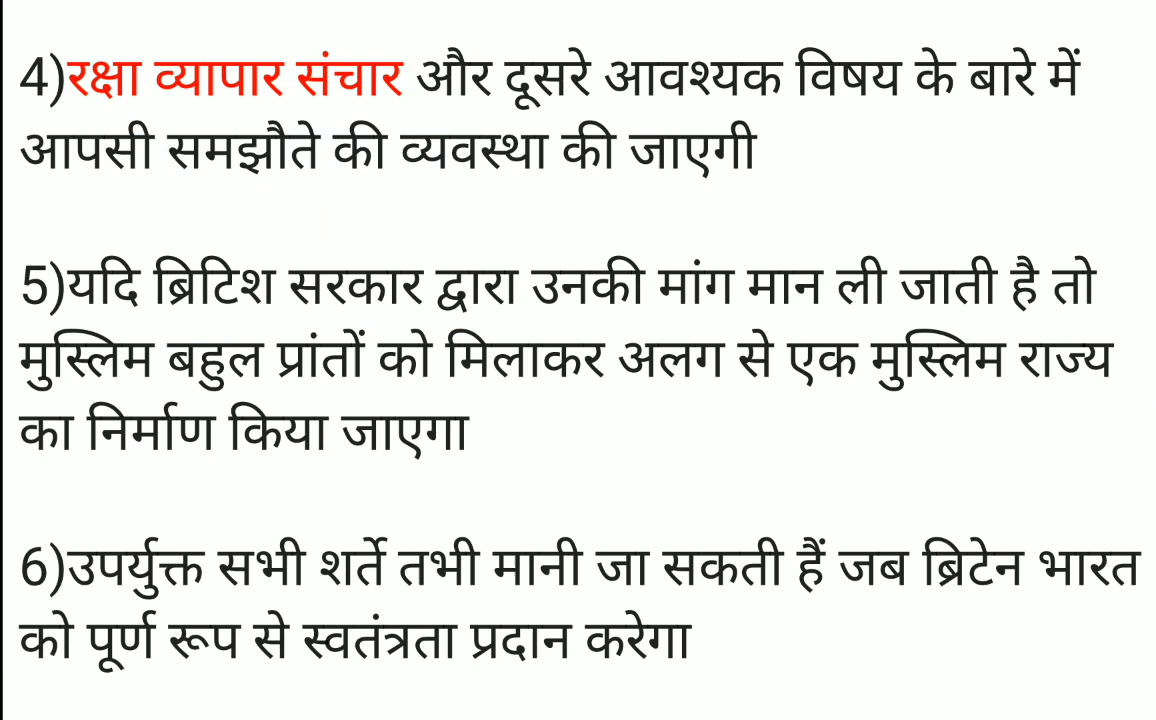 4)रक्षा व्यापार संचार और दूसरे आवश्यक विषय के बारे में
आपसी समझौते की व्यवस्था की जाएगी
5)यदि ब्रिटिश सरकार द्वारा उनकी मांग मान ली जाती है तो
मुस्लिम बहुल प्रांतों को मिलाकर अलग से एक मुस्लिम राज्य
का निर्माण किया जाएगा
6)उपर्युक्त सभी शर्ते तभी मानी जा सकती हैं जब ब्रिटेन भारत
को पूर्ण रूप से स्वतंत्रता प्रदान करेगा